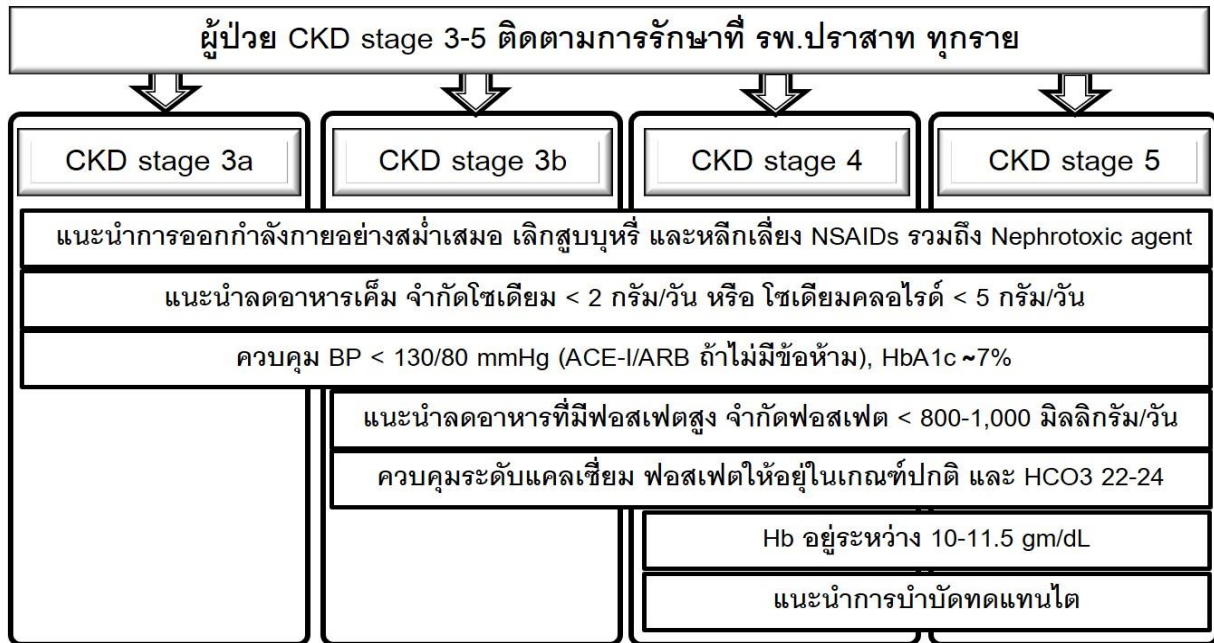 ผู้ป่วย CKD stage 3-5 ติดตามการรักษาที่ รพ.ปราสาท ทุกราย
CKD stage 3a
CKD stage 3b
CKD stage 4
CKD stage 5
แนะนำการออกกำลังกายอย่างสม่ำเสมอ เลิกสูบบุหรี่ และหลีกเลี่ยง NSAIDs รวมถึง Nephrotoxic agent
แนะนำลดอาหารเค็ม จำกัดโซเดียม < 2 กรัม/วัน หรือ โซเดียมคลอไรด์ < 5 กรัม/วัน
ควบคุม BP < 130/80 mmHg (ACE-I/ARB ถ้าไม่มีข้อห้าม), HbA1c ~7%
แนะนำลดอาหารที่มีฟอสเฟตสูง จำกัดฟอสเฟต < 800-1,000 มิลลิกรัม/วัน
ควบคุมระดับแคลเซี่ยม ฟอสเฟตให้อยู่ในเกณฑ์ปกติ และ HCO3 22-24
Hb อยู่ระหว่าง 10-11.5 gm/dL
แนะนำการบำบัดทดแทนไต